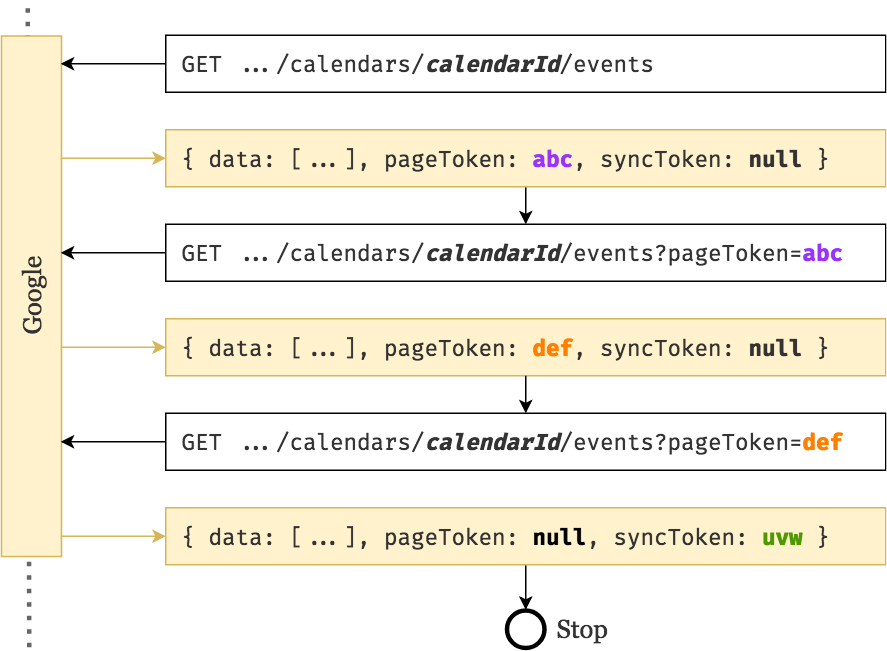 GET .../calendars/calendarId/events
{ data: [...], pageToken: abc, syncToken: null }
GET .../calendars/calendarId/events?pageToken=abc
Google
{ data: [...], pageToken: def, syncToken: null }
GET .../calendars/calendarId/events?pageToken=def
{ data: [...], pageToken: null, syncToken: uvw }
Stop